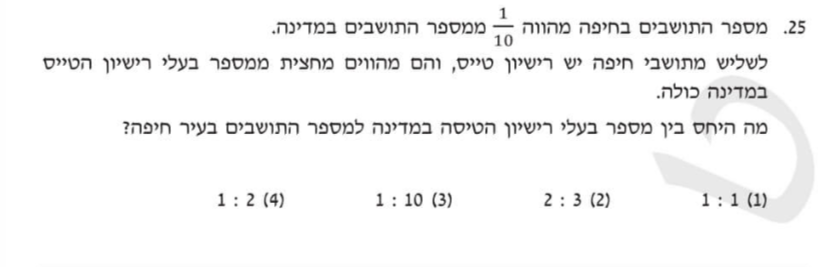 25. מספר התושבים בחיפה מהווה 1/10 ממספר התושבים במדינה.
לשליש מתושבי חיפה יש רישיון טייס, והם מהווים מחצית ממספר בעלי רישיון הטייס
במדינה כולה.
מה היחס בין מספר בעלי רישיון הטיסה במדינה למספר התושבים בעיר חיפה?
(1) 1 : 1 (2) 2 : 3 (3) 1 : 10 (4) 1 : 2